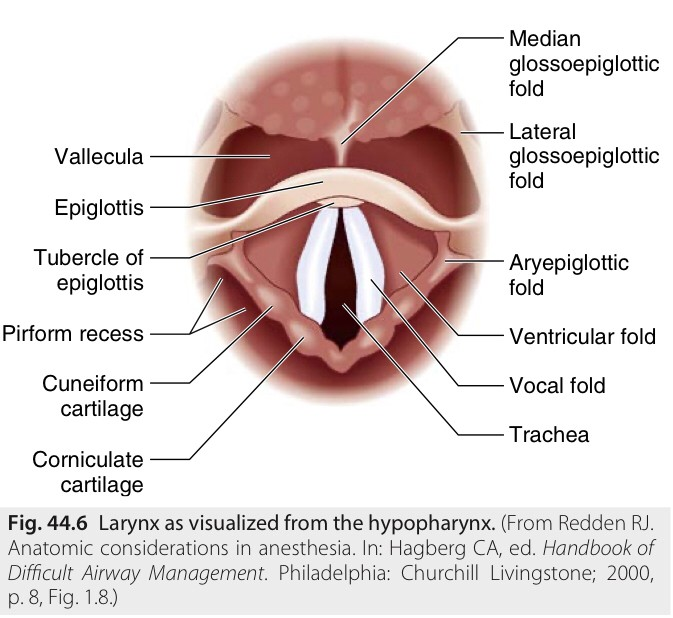 Median
glossoepiglottic
fold
Lateral
glossoepiglottic
fold
Vallecula
Epiglottis
Tubercle of
epiglottis
Aryepiglottic
fold
Pirform recess
Ventricular fold
Cuneiform
cartilage
Vocal fold
Trachea
Corniculate
cartilage
Fig. 44.6 Larynx as visualized from the hypopharynx. (From Redden RJ.
Anatomic considerations in anesthesia. In: Hagberg CA, ed. Handbook of
Difficult Airway Management. Philadelphia: Churchill Livingstone; 2000,
p. 8, Fig. 1.8.)